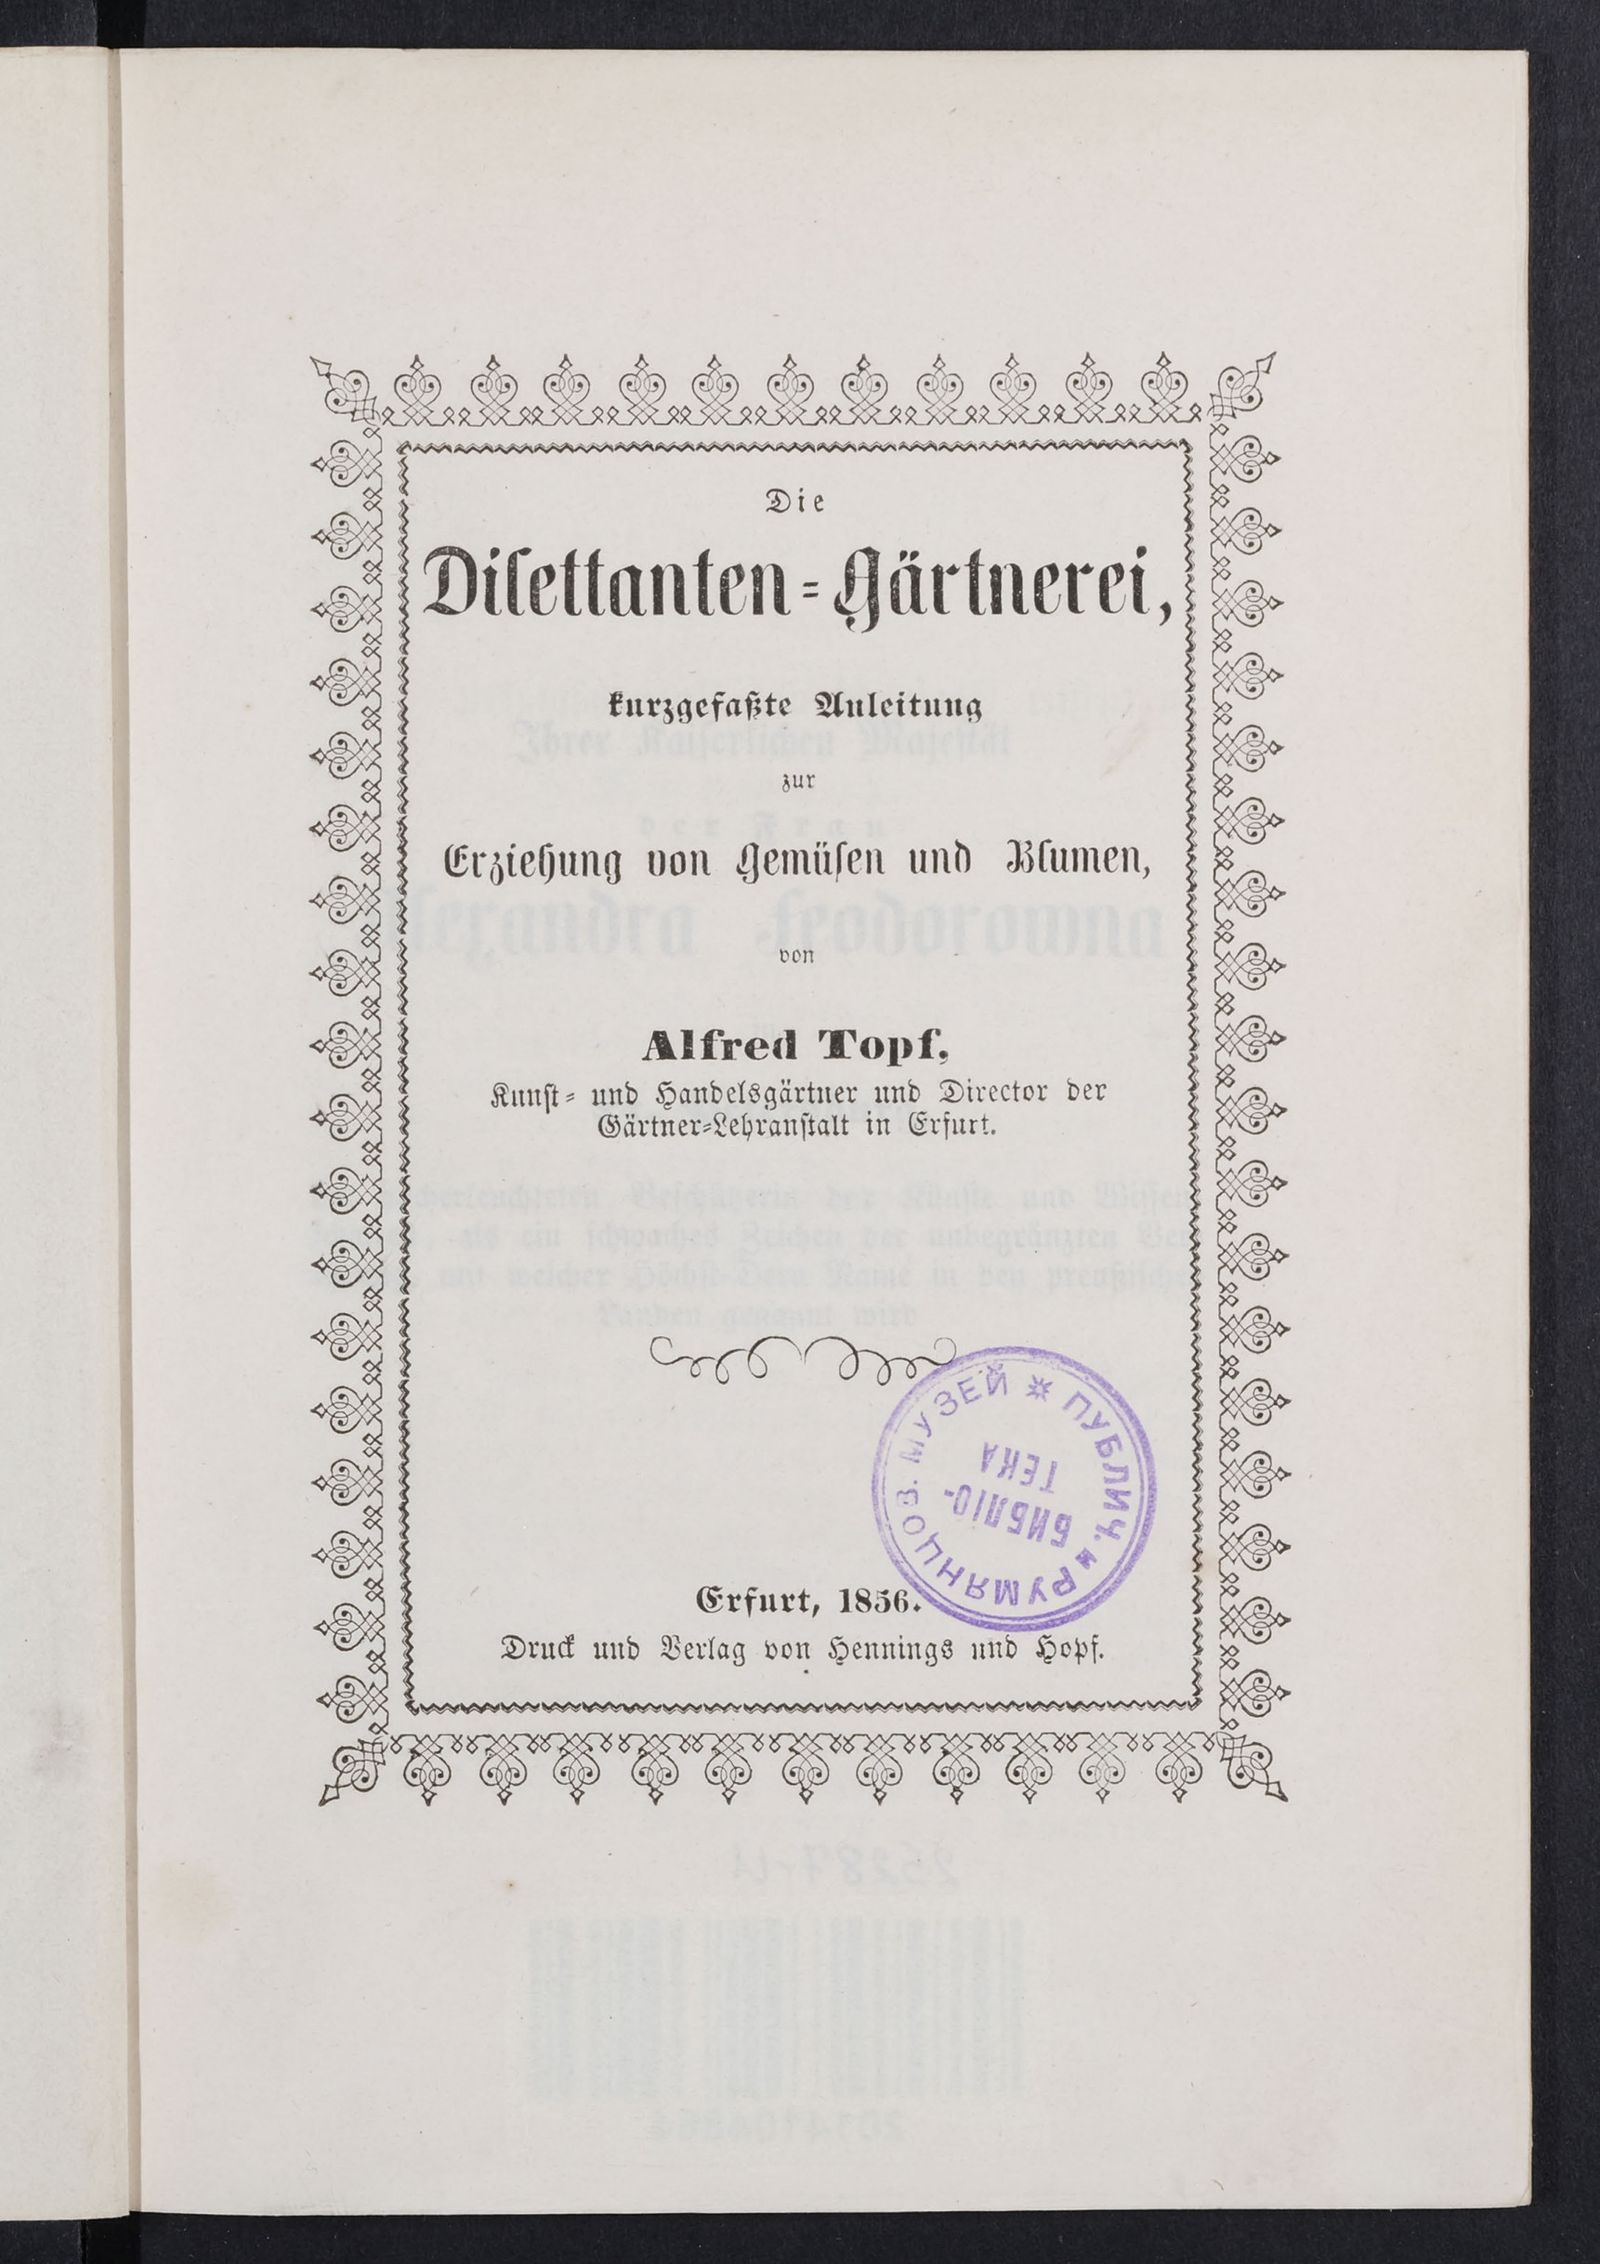 Die
Dilettanten-Gärtnerei,
kurzgefaßte Anleitung
zur
Erziehung von Gemüsen und Blumen,
von
Alfred Topf,
Kunst- und Handelsgärtner und Director der
Gärtner-Lehranstalt in Erfurt.
ПУБЛИЧ. * РУМЯНЦОВ. МУЗЕЙ *
БИБЛІО-
ТЕКА
Erfurt, 1856.
Druck und Verlag von Hennings und Hopf.